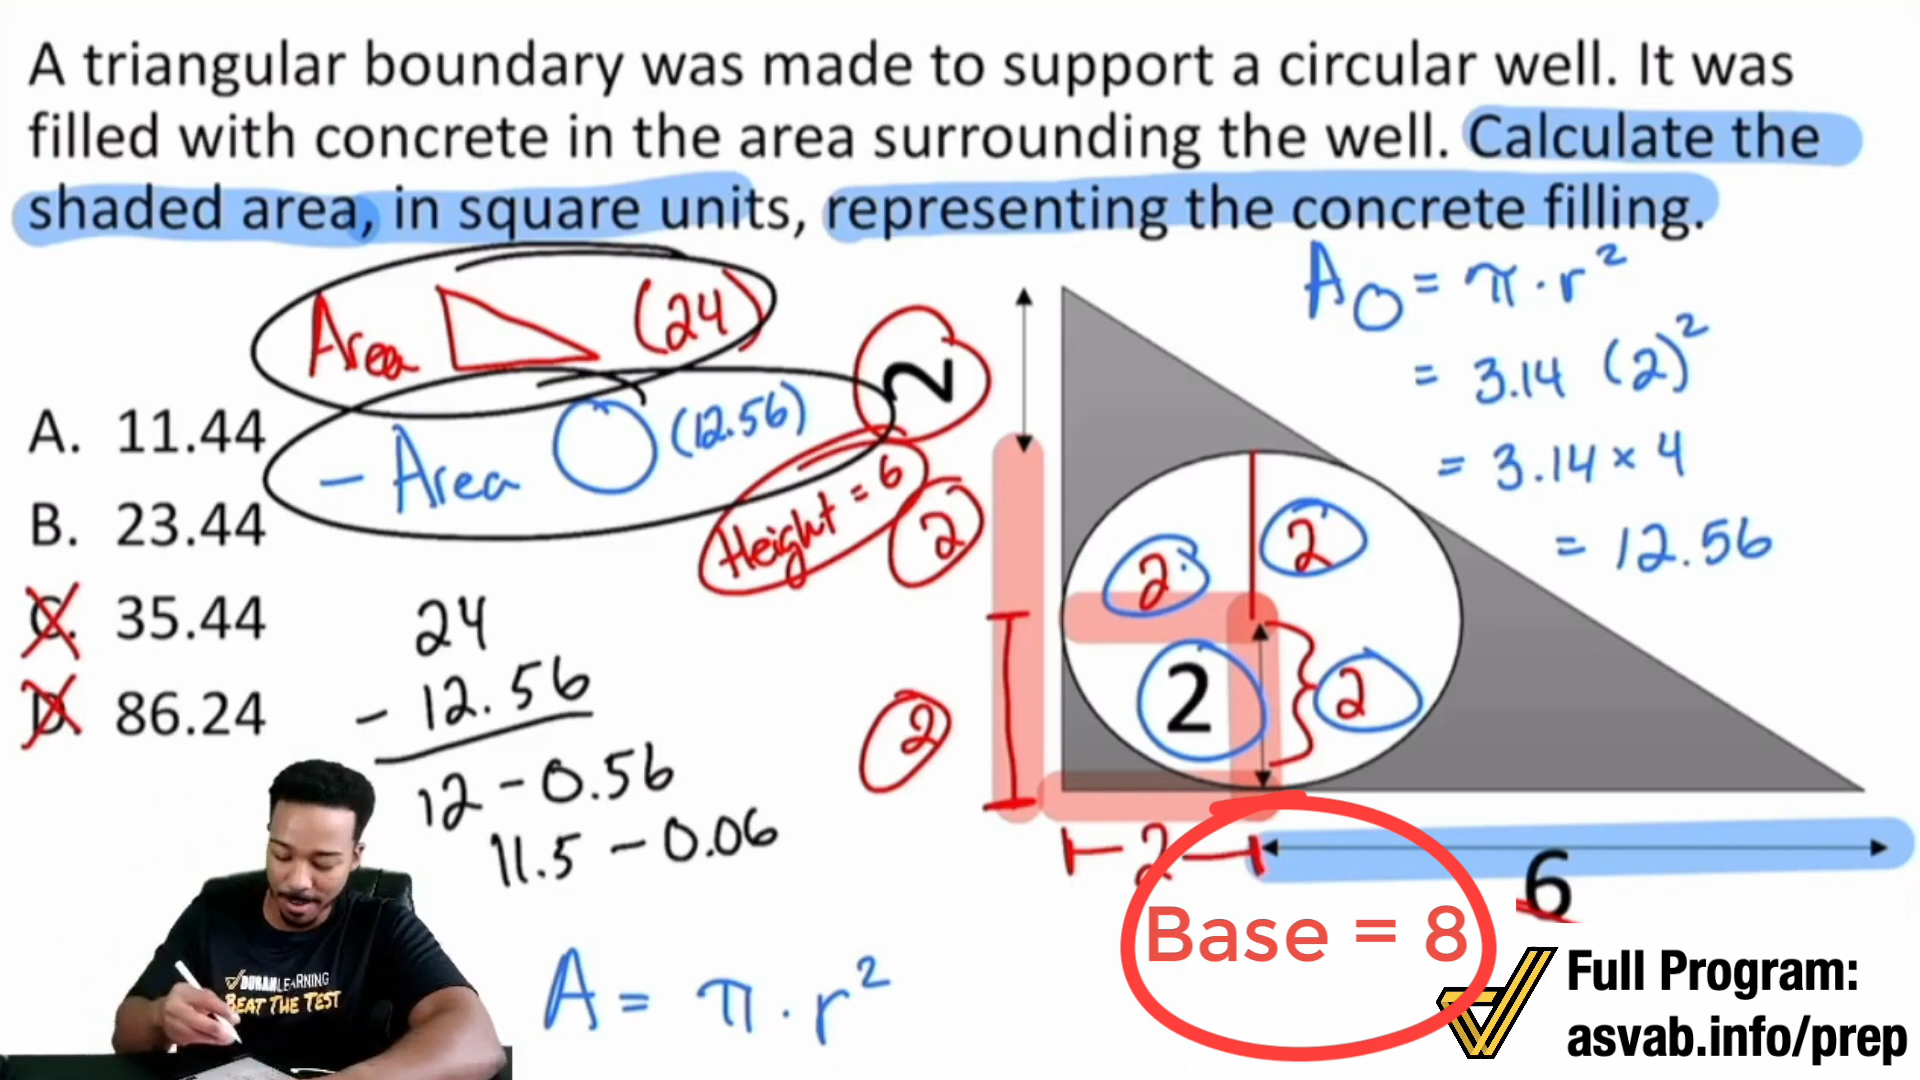 A triangular boundary was made to support a circular well. It was
filled with concrete in the area surrounding the well. Calculate the
shaded area, in square units, representing the concrete filling.
Area (24)
- Area (12.56)
A. 11.44
B. 23.44
C. 35.44
D. 86.24
24
- 12.56
12 - 0.56
11.5 - 0.06
A = π · r²
Height = 6
2
2
2
2
2
2
2
2
6
Base = 8
A = π · r²
= 3.14 (2)²
= 3.14 × 4
= 12.56
DURAN LEARNING
BEAT THE TEST
Full Program:
asvab.info/prep